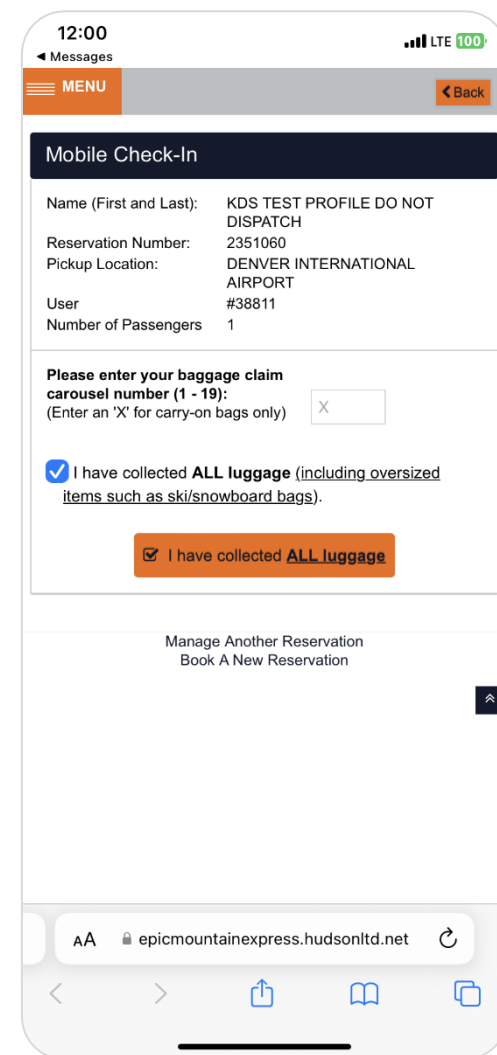 12:00
LTE 100
◀ Messages
MENU
Back
Mobile Check-In
Name (First and Last): KDS TEST PROFILE DO NOT
DISPATCH
Reservation Number: 2351060
Pickup Location: DENVER INTERNATIONAL
AIRPORT
User #38811
Number of Passengers 1
Please enter your baggage claim
carousel number (1 - 19):
(Enter an 'X' for carry-on bags only) X
I have collected ALL luggage (including oversized
items such as ski/snowboard bags).
I have collected ALL luggage
Manage Another Reservation
Book A New Reservation
AA epicmountainexpress.hudsonltd.net